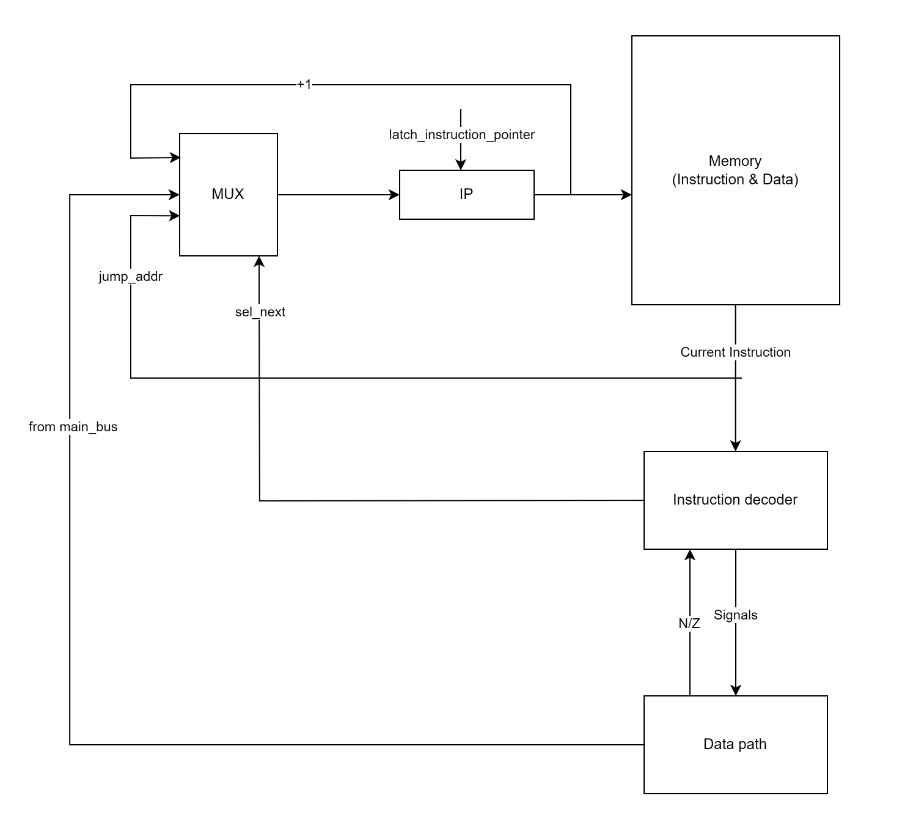 +1
latch_instruction_pointer
Memory
(Instruction & Data)
MUX
IP
jump_addr
sel_next
Current Instruction
from main_bus
Instruction decoder
N/Z
Signals
Data path